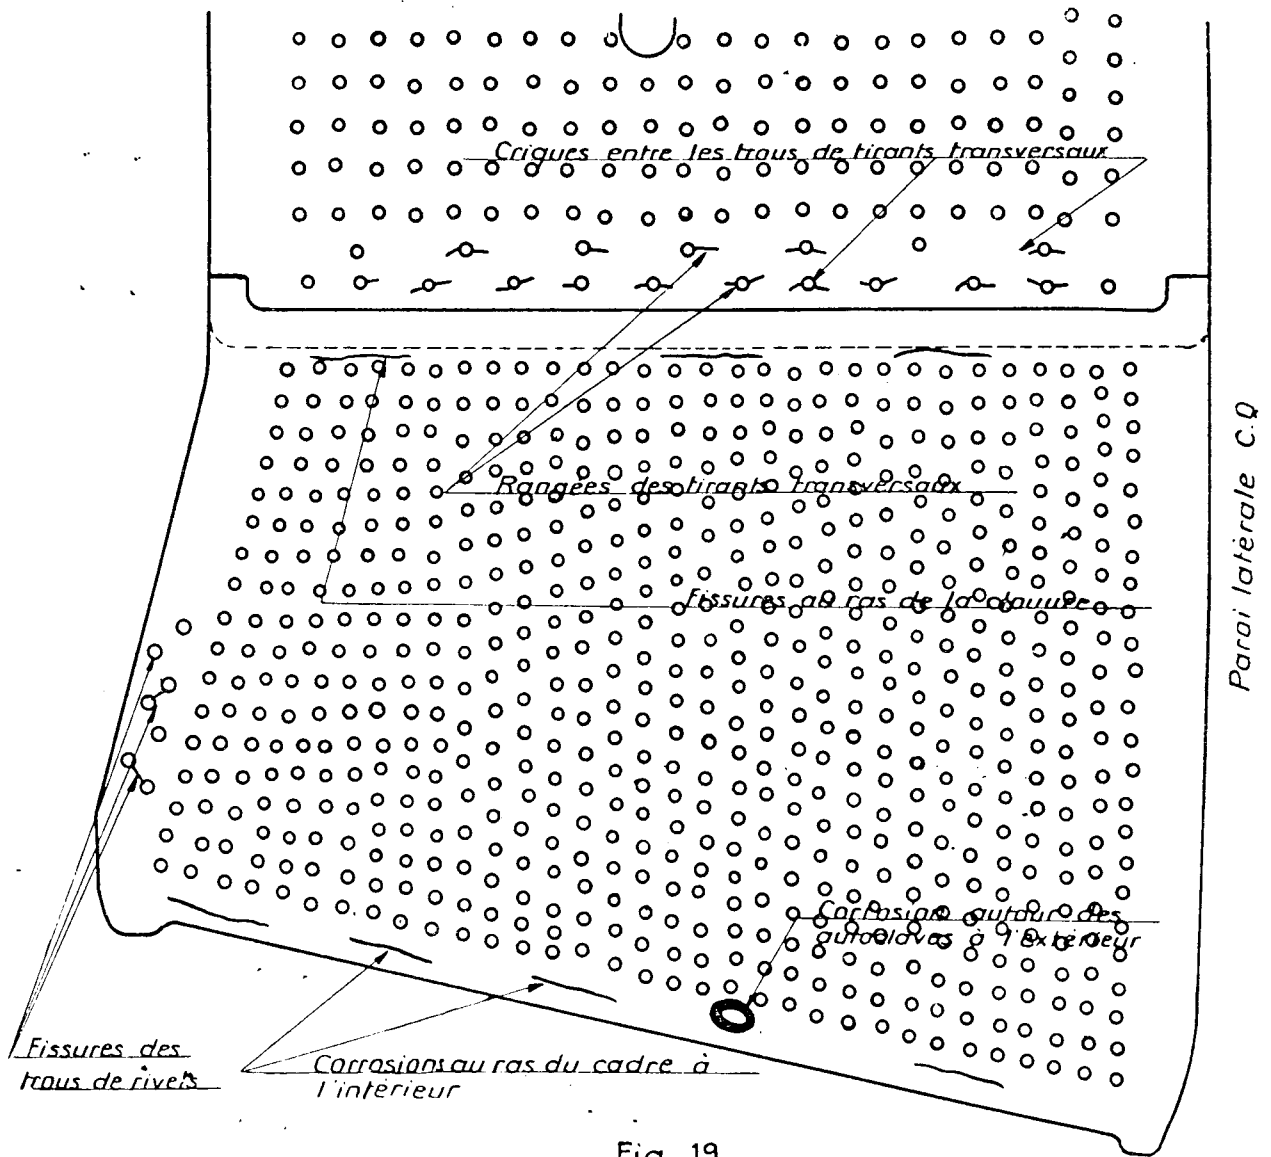 Criques entre les trous de tirants transversaux
Rangées des tirants transversaux
Fissures au ras de la clouure
Paroi latérale C.Q
Corrosion autour des
autoclaves à l'extérieur
Fissures des
trous de rivets
Corrosions au ras du cadre à
l'intérieur
Fig. 19